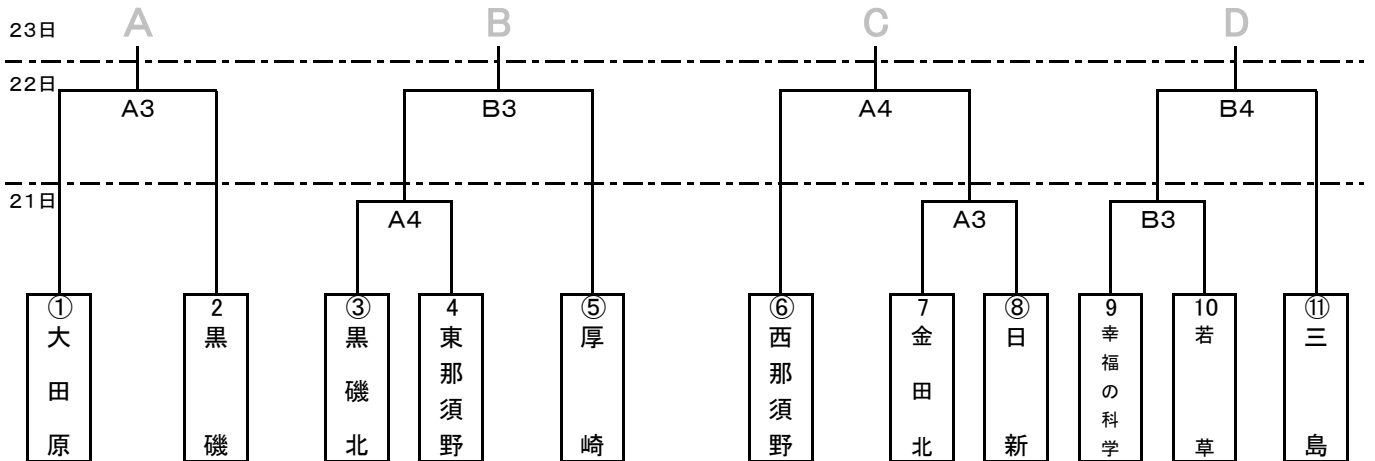 23日 A B C D
22日
A3 B3 A4 B4
21日
A4 A3 B3
① 2 ③ 4 ⑤ ⑥ 7 ⑧ 9 10 ⑪
大田原
黒磯
黒磯北
東那須野
厚崎
西那須野
金田北
日新
幸福の科学
若草
三島